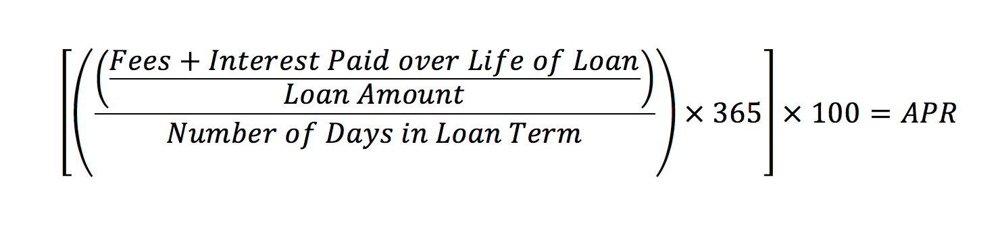 [(((Fees + Interest Paid over Life of Loan
Loan Amount)
Number of Days in Loan Term) × 365] × 100 = APR